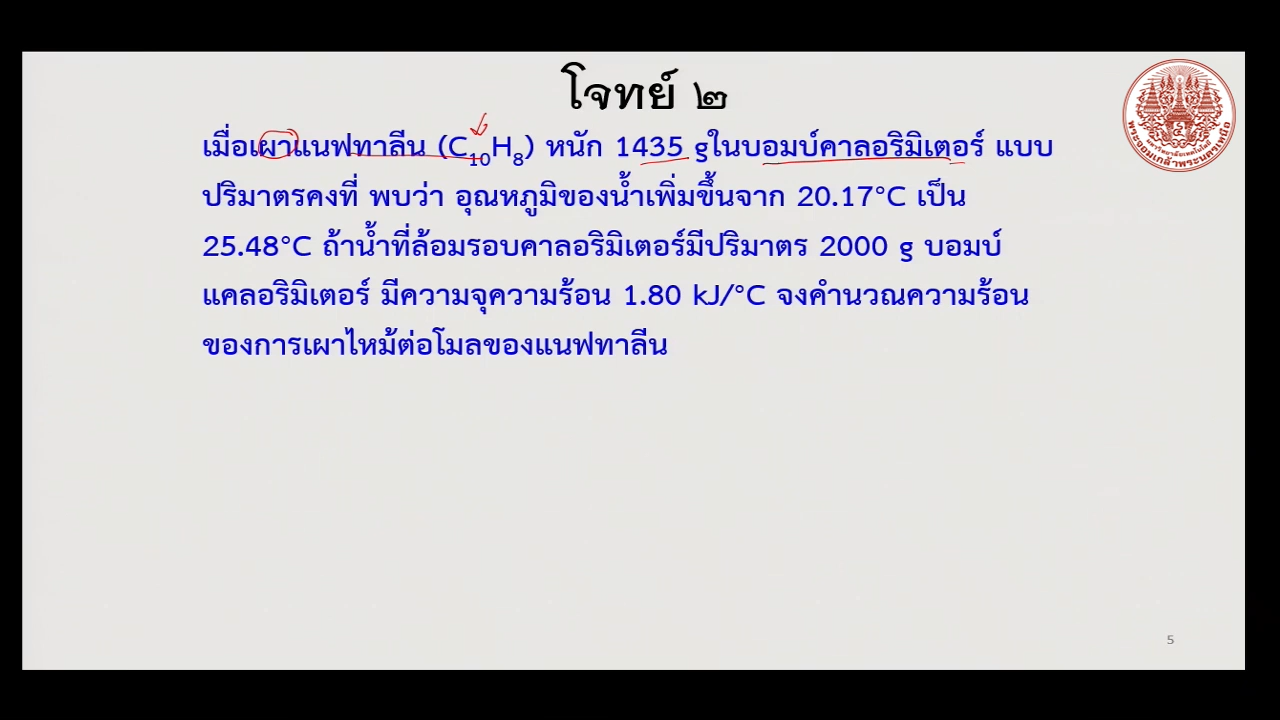 โจทย์ ๒
เมื่อเผาแนฟทาลีน (C₁₀H₈) หนัก 1435 gในบอมบ์คาลอริมิเตอร์ แบบ
ปริมาตรคงที่ พบว่า อุณหภูมิของน้ำเพิ่มขึ้นจาก 20.17°C เป็น
25.48°C ถ้าน้ำที่ล้อมรอบคาลอริมิเตอร์มีปริมาตร 2000 g บอมบ์
แคลอริมิเตอร์ มีความจุความร้อน 1.80 kJ/°C จงคำนวณความร้อน
ของการเผาไหม้ต่อโมลของแนฟทาลีน
5